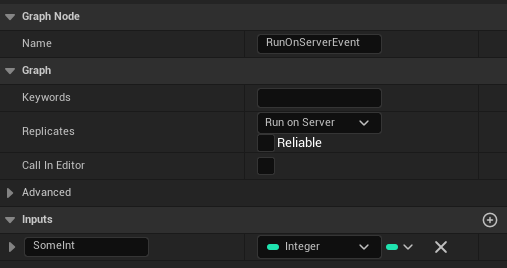 Graph Node
Name RunOnServerEvent
Graph
Keywords
Replicates Run on Server
Reliable
Call In Editor
Advanced
Inputs
SomeInt Integer